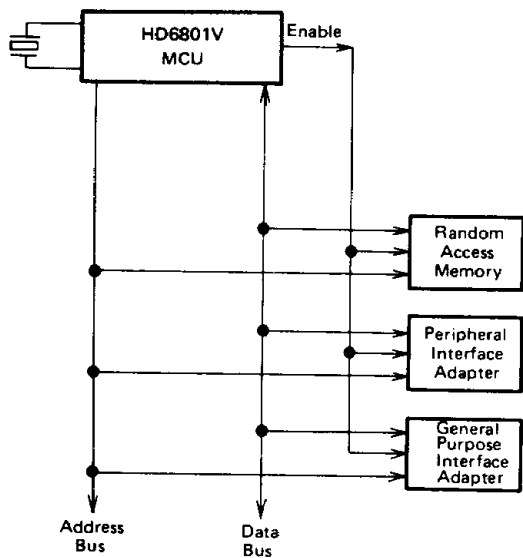 HD6801V
MCU
Enable
Random
Access
Memory
Peripheral
Interface
Adapter
General
Purpose
Interface
Adapter
Address
Bus
Data
Bus